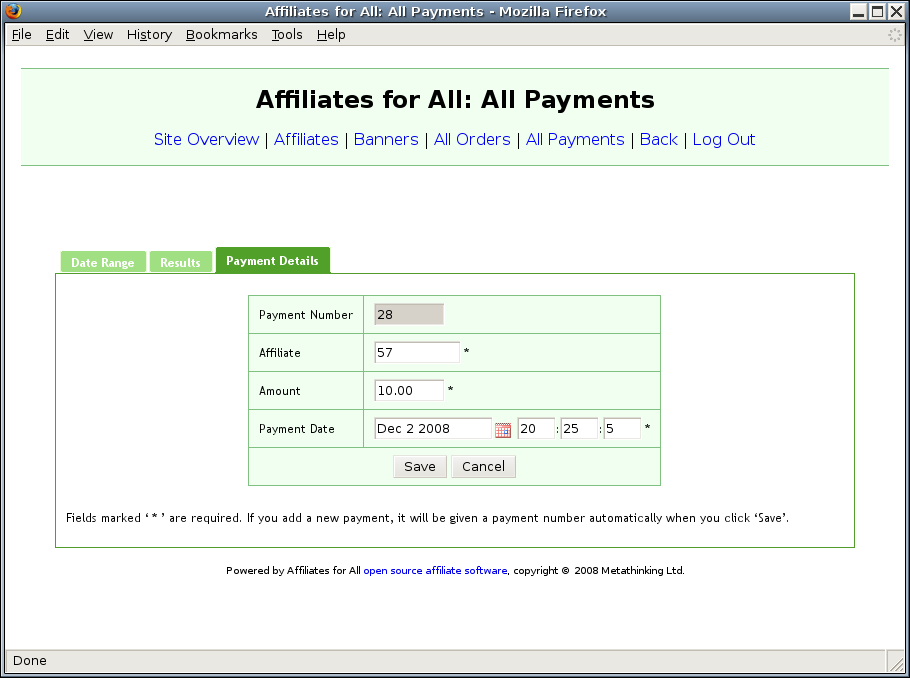 Affiliates for All: All Payments - Mozilla Firefox
File Edit View History Bookmarks Tools Help
Affiliates for All: All Payments
Site Overview | Affiliates | Banners | All Orders | All Payments | Back | Log Out
Date Range Results Payment Details
Payment Number 28
Affiliate 57 *
Amount 10.00 *
Payment Date Dec 2 2008 20 : 25 : 5 *
Save Cancel
Fields marked ‘*’ are required. If you add a new payment, it will be given a payment number automatically when you click ‘Save’.
Powered by Affiliates for All open source affiliate software, copyright © 2008 Metathinking Ltd.
Done